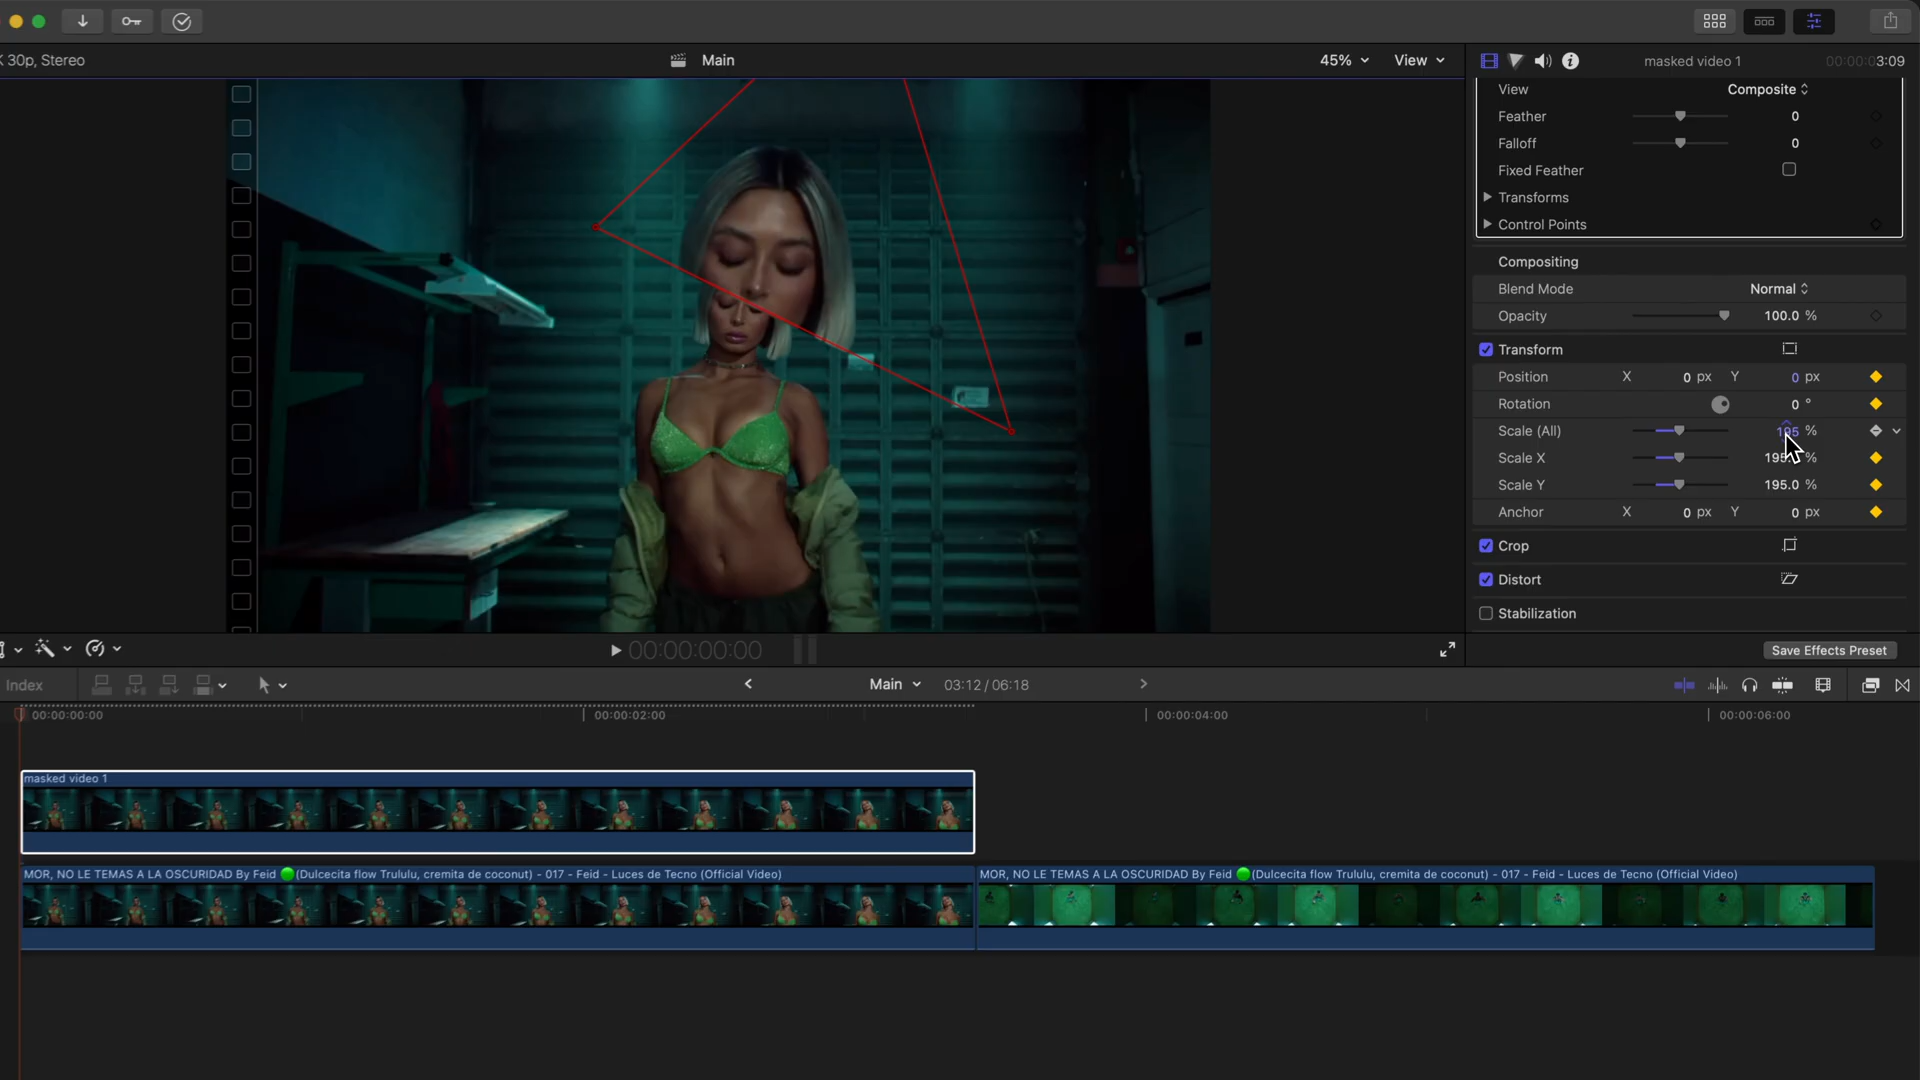 30p, Stereo
Main
45%
View
masked video 1
00:00:03:09
View
Composite
Feather
0
Falloff
0
Fixed Feather
Transforms
Control Points
Compositing
Blend Mode
Normal
Opacity
100.0 %
Transform
Position
X
0 px
Y
0 px
Rotation
0 °
Scale (All)
195 %
Scale X
%
Scale Y
195.0 %
Anchor
X
0 px
Y
0 px
Crop
Distort
Stabilization
00:00:00:00
Save Effects Preset
Index
Main
03:12 / 06:18
00:00:00:00
00:00:02:00
00:00:04:00
00:00:06:00
masked video 1
MOR, NO LE TEMAS A LA OSCURIDAD By Feid 🟢(Dulcecita flow Trululu, cremita de coconut) - 017 - Feid - Luces de Tecno (Official Video)
MOR, NO LE TEMAS A LA OSCURIDAD By Feid 🟢(Dulcecita flow Trululu, cremita de coconut) - 017 - Feid - Luces de Tecno (Official Video)